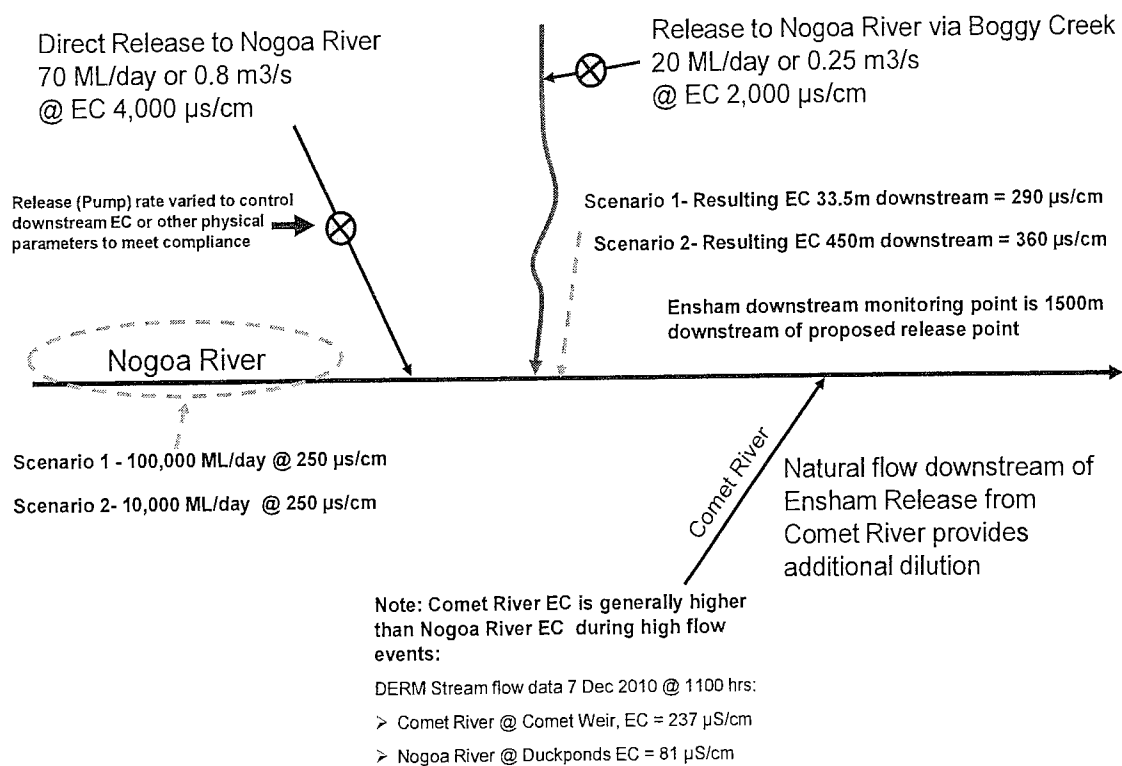 Direct Release to Nogoa River
70 ML/day or 0.8 m3/s
@ EC 4,000 µs/cm
Release to Nogoa River via Boggy Creek
20 ML/day or 0.25 m3/s
@ EC 2,000 µs/cm
Release (Pump) rate varied to control
downstream EC or other physical
parameters to meet compliance
Scenario 1- Resulting EC 33.5m downstream = 290 µs/cm
Scenario 2- Resulting EC 450m downstream = 360 µs/cm
Ensham downstream monitoring point is 1500m
downstream of proposed release point
Nogoa River
Scenario 1 - 100,000 ML/day @ 250 µs/cm
Scenario 2- 10,000 ML/day @ 250 µs/cm
Comet River
Natural flow downstream of
Ensham Release from
Comet River provides
additional dilution
Note: Comet River EC is generally higher
than Nogoa River EC during high flow
events:
DERM Stream flow data 7 Dec 2010 @ 1100 hrs:
➢ Comet River @ Comet Weir, EC = 237 µS/cm
➢ Nogoa River @ Duckponds EC = 81 µS/cm